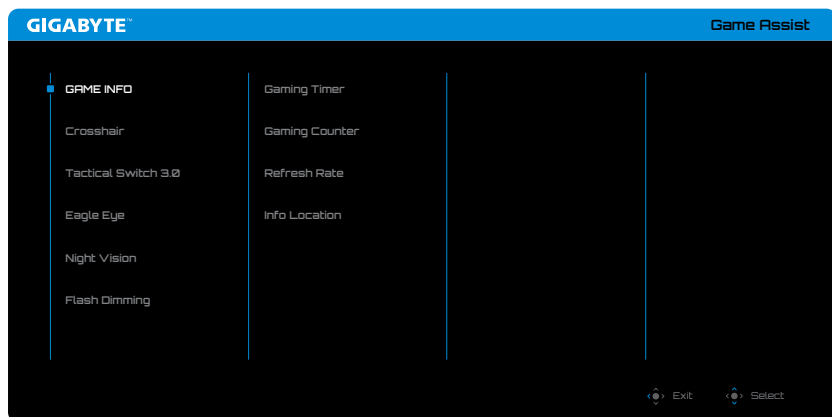 GIGABYTE™
Game Assist
GAME INFO
Gaming Timer
Crosshair
Gaming Counter
Tactical Switch 3.0
Refresh Rate
Eagle Eye
Info Location
Night Vision
Flash Dimming
Exit
Select